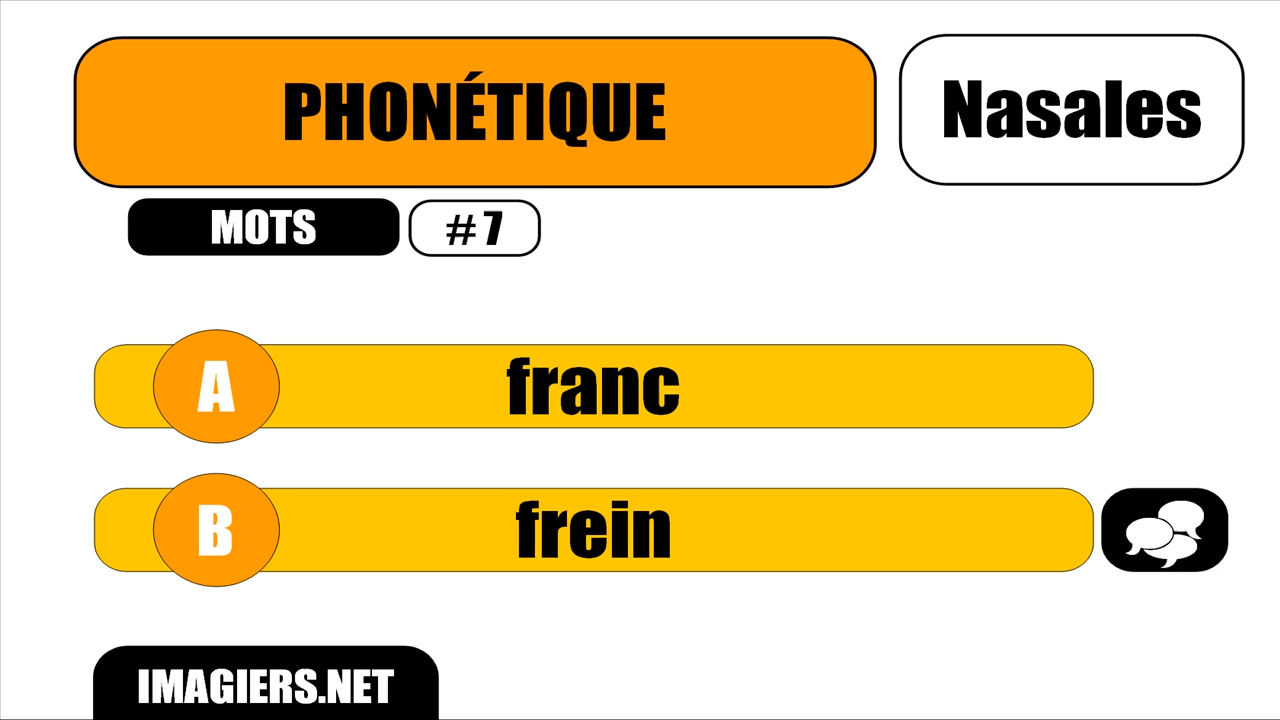 PHONÉTIQUE
Nasales
MOTS
#7
A franc
B frein
IMAGIERS.NET